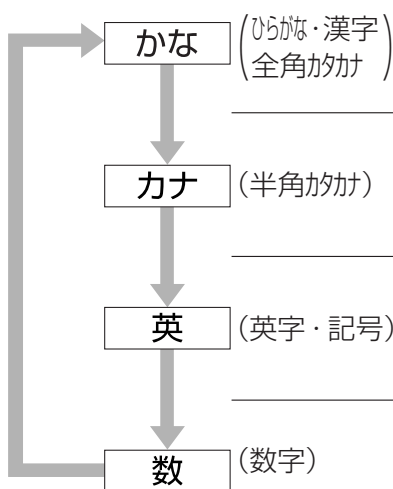 かな
(ひらがな・漢字
全角カタカナ)
カナ (半角カタカナ)
英 (英字・記号)
数 (数字)